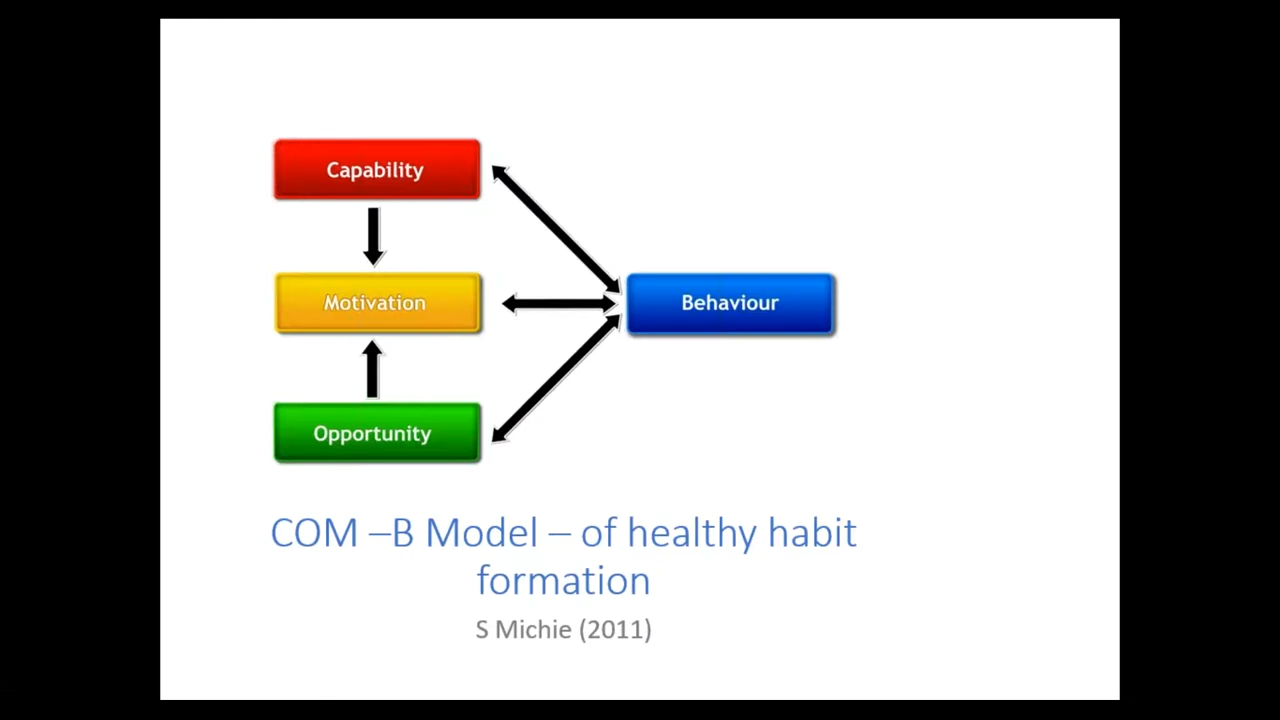 Capability
Motivation
Behaviour
Opportunity
COM –B Model – of healthy habit
formation
S Michie (2011)